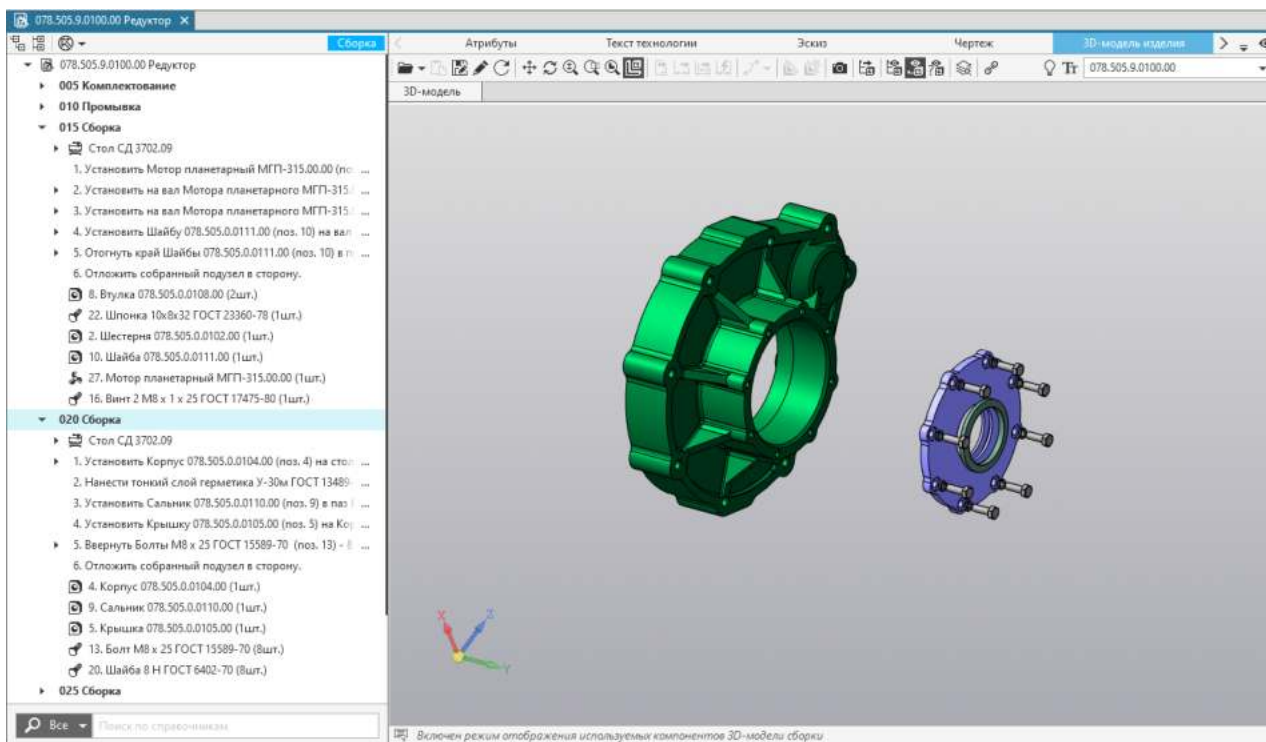 078.505.9.0100.00 Редуктор
Сборка
Атрибуты Текст технологии Эскиз Чертеж 3D-модель изделия
078.505.9.0100.00 Редуктор
Тг 078.505.9.0100.00
005 Комплектование
3D-модель
010 Промывка
015 Сборка
Стол СД 3702.09
1. Установить Мотор планетарный МГП-315.00.00 (по ...
2. Установить на вал Мотора планетарного МГП-315. ...
3. Установить на вал Мотора планетарного МГП-315. ...
4. Установить Шайбу 078.505.0.0111.00 (поз. 10) на вал ...
5. Отогнуть край Шайбы 078.505.0.0111.00 (поз. 10) в п ...
6. Отложить собранный подузел в сторону.
8. Втулка 078.505.0.0108.00 (2шт.)
22. Шпонка 10х8х32 ГОСТ 23360-78 (1шт.)
2. Шестерня 078.505.0.0102.00 (1шт.)
10. Шайба 078.505.0.0111.00 (1шт.)
27. Мотор планетарный МГП-315.00.00 (1шт.)
16. Винт 2 М8 х 1 х 25 ГОСТ 17475-80 (1шт.)
020 Сборка
Стол СД 3702.09
1. Установить Корпус 078.505.0.0104.00 (поз. 4) на стол ...
2. Нанести тонкий слой герметика У-30м ГОСТ 13489- ...
3. Установить Сальник 078.505.0.0110.00 (поз. 9) в паз ...
4. Установить Крышку 078.505.0.0105.00 (поз. 5) на Кор ...
5. Ввернуть Болты М8 х 25 ГОСТ 15589-70 (поз. 13) - 8 ...
6. Отложить собранный подузел в сторону.
4. Корпус 078.505.0.0104.00 (1шт.)
9. Сальник 078.505.0.0110.00 (1шт.)
5. Крышка 078.505.0.0105.00 (1шт.)
13. Болт М8 х 25 ГОСТ 15589-70 (8шт.)
20. Шайба 8 Н ГОСТ 6402-70 (8шт.)
025 Сборка
X Z Y
Все Поиск по справочникам
Включен режим отображения используемых компонентов 3D-модели сборки